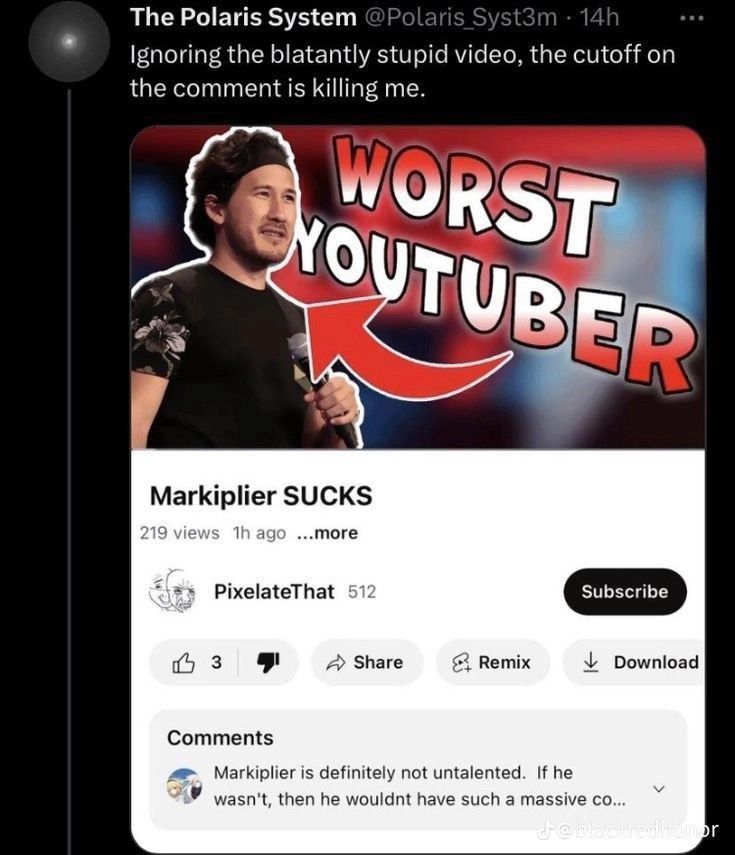 The Polaris System @Polaris_Syst3m · 14h ...
Ignoring the blatantly stupid video, the cutoff on
the comment is killing me.
WORST
YOUTUBER
Markiplier SUCKS
219 views 1h ago ...more
PixelateThat 512
Subscribe
3
Share
Remix
Download
Comments
Markiplier is definitely not untalented. If he
wasn't, then he wouldnt have such a massive co...
@blackredhonor